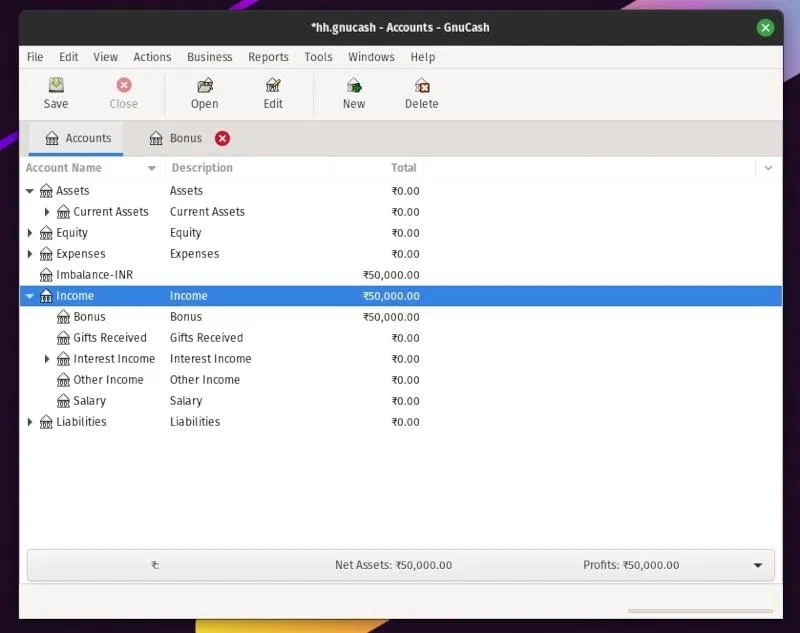 *hh.gnucash - Accounts - GnuCash
File Edit View Actions Business Reports Tools Windows Help
Save Close Open Edit New Delete
Accounts Bonus
Account Name Description Total
Assets Assets ₹0.00
Current Assets Current Assets ₹0.00
Equity Equity ₹0.00
Expenses Expenses ₹0.00
Imbalance-INR ₹50,000.00
Income Income ₹50,000.00
Bonus Bonus ₹50,000.00
Gifts Received Gifts Received ₹0.00
Interest Income Interest Income ₹0.00
Other Income Other Income ₹0.00
Salary Salary ₹0.00
Liabilities Liabilities ₹0.00
₹: Net Assets: ₹50,000.00 Profits: ₹50,000.00